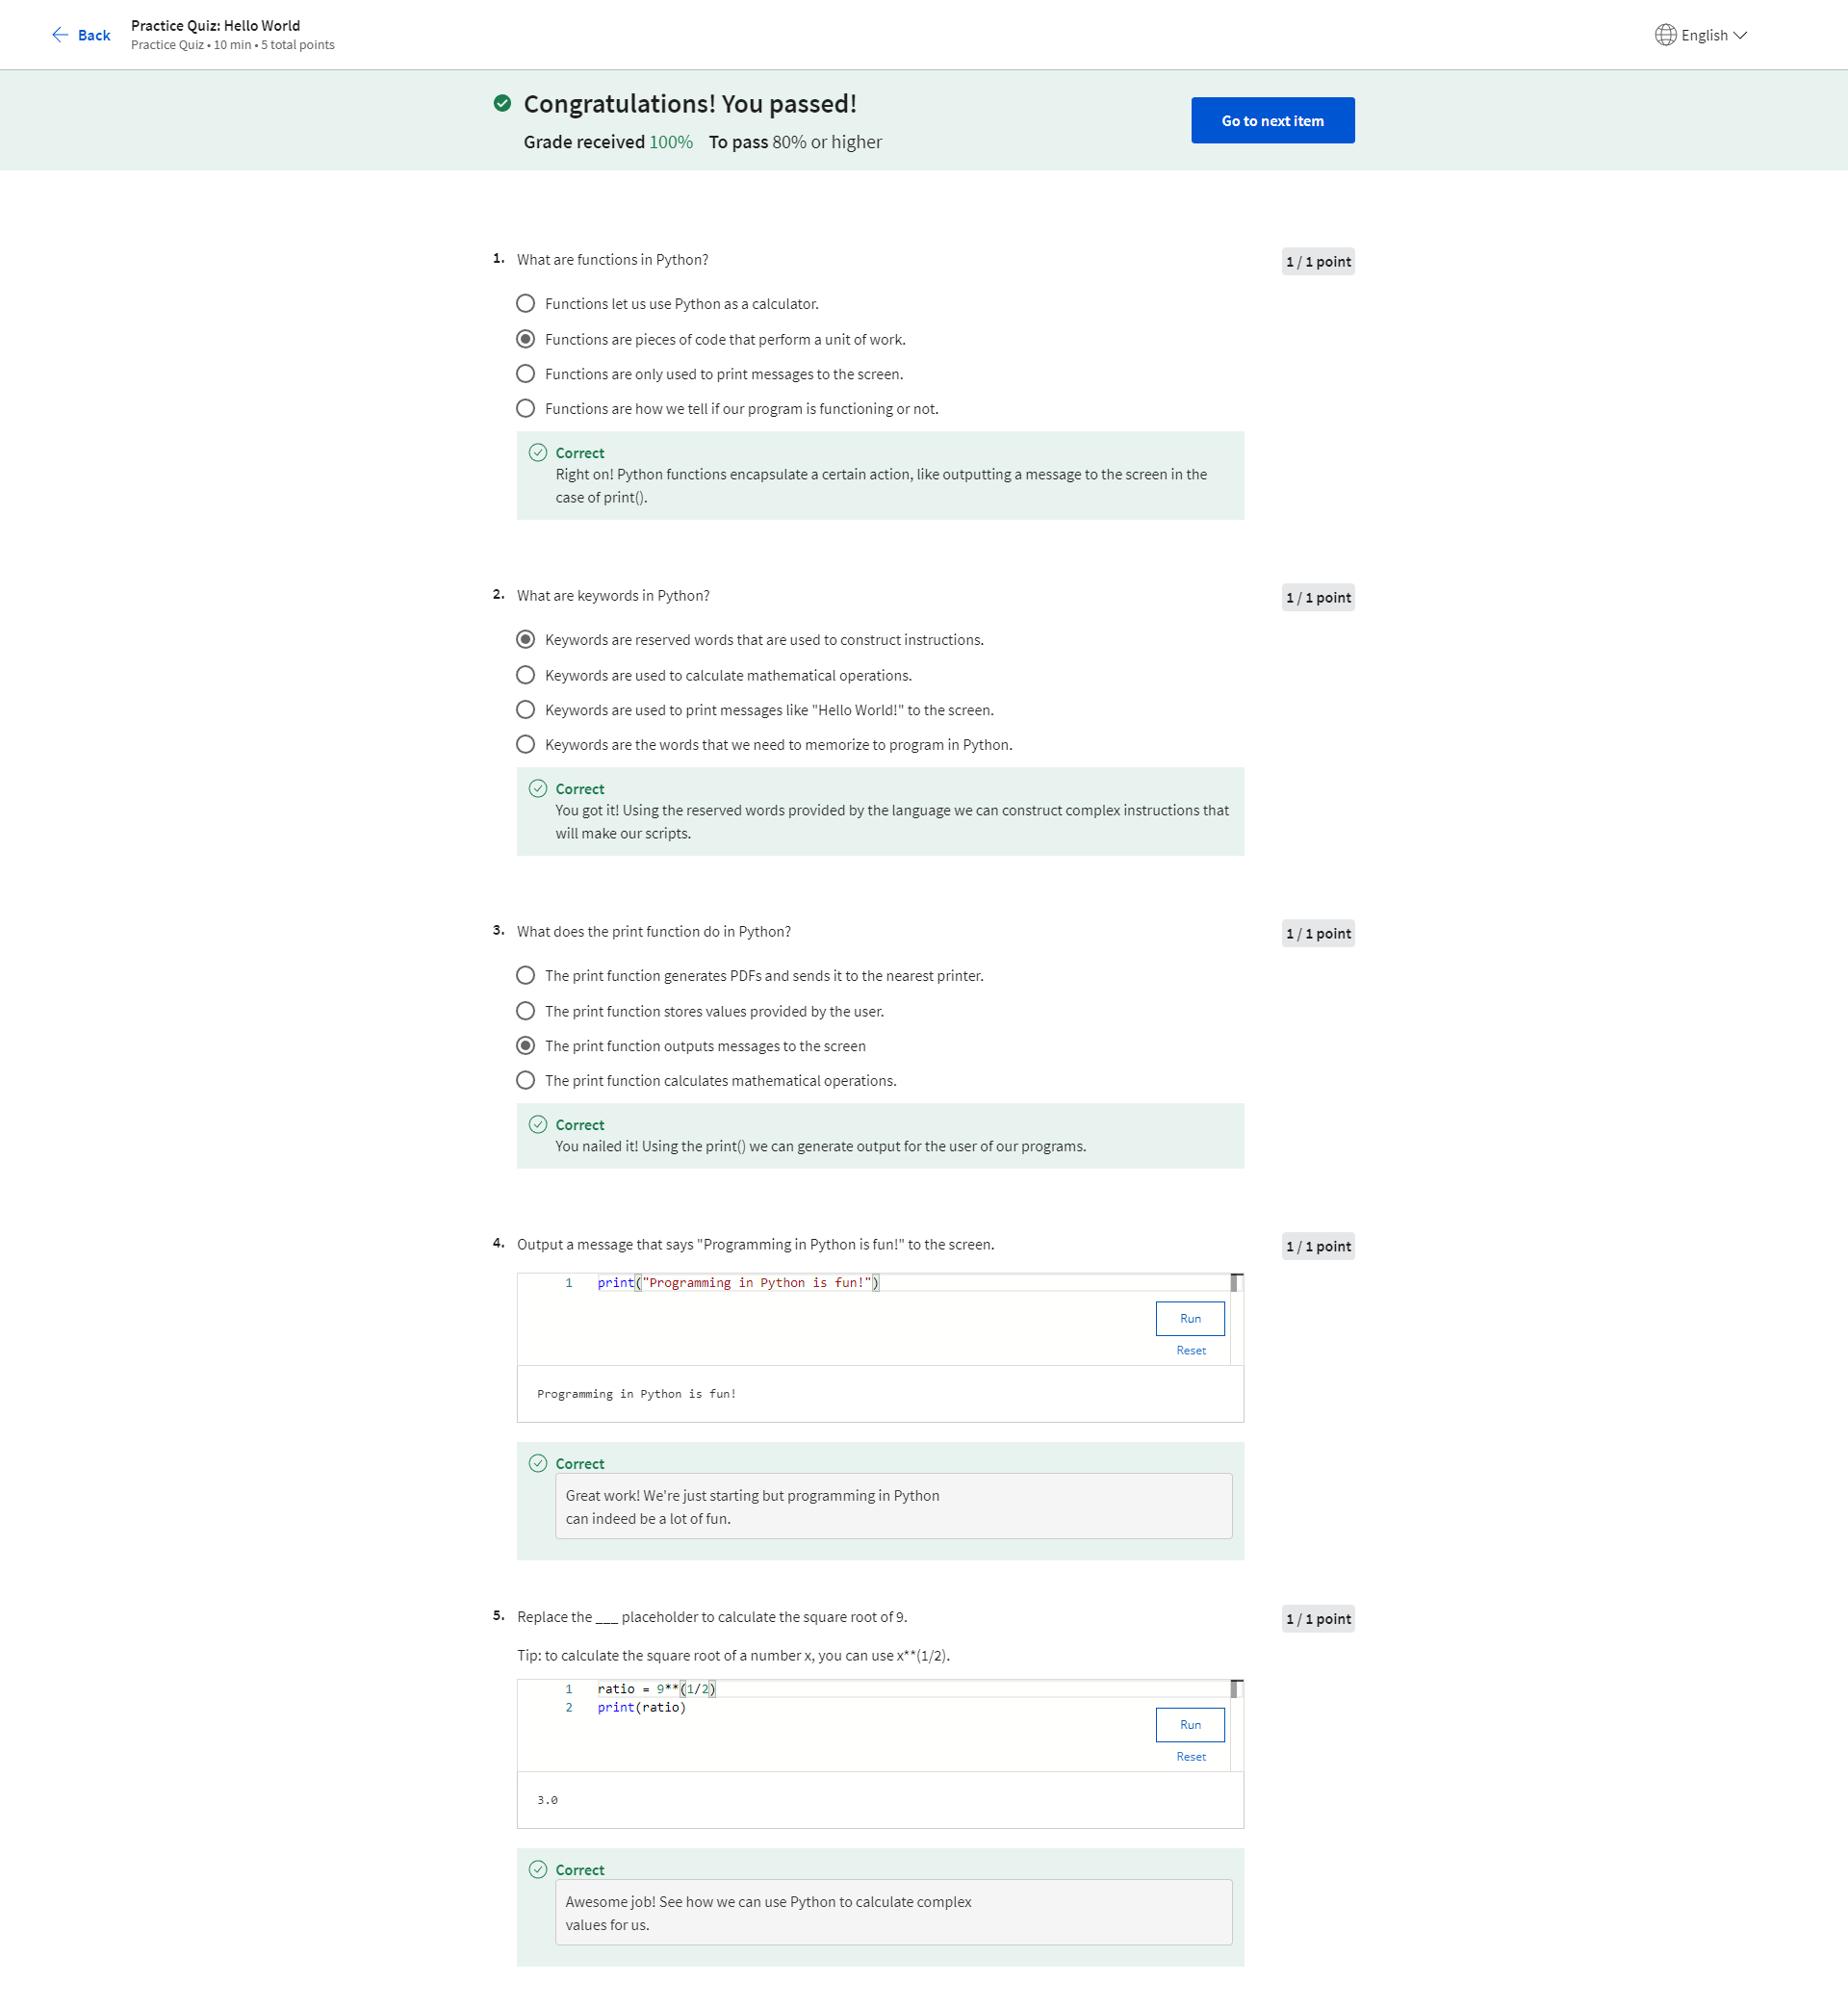 Back
Practice Quiz: Hello World
Practice Quiz • 10 min • 5 total points
English
Congratulations! You passed!
Grade received 100% To pass 80% or higher
Go to next item
1. What are functions in Python?
1 / 1 point
Functions let us use Python as a calculator.
Functions are pieces of code that perform a unit of work.
Functions are only used to print messages to the screen.
Functions are how we tell if our program is functioning or not.
Correct
Right on! Python functions encapsulate a certain action, like outputting a message to the screen in the
case of print().
2. What are keywords in Python?
1 / 1 point
Keywords are reserved words that are used to construct instructions.
Keywords are used to calculate mathematical operations.
Keywords are used to print messages like "Hello World!" to the screen.
Keywords are the words that we need to memorize to program in Python.
Correct
You got it! Using the reserved words provided by the language we can construct complex instructions that
will make our scripts.
3. What does the print function do in Python?
1 / 1 point
The print function generates PDFs and sends it to the nearest printer.
The print function stores values provided by the user.
The print function outputs messages to the screen
The print function calculates mathematical operations.
Correct
You nailed it! Using the print() we can generate output for the user of our programs.
4. Output a message that says "Programming in Python is fun!" to the screen.
1 / 1 point
1 print("Programming in Python is fun!")
Run
Reset
Programming in Python is fun!
Correct
Great work! We're just starting but programming in Python
can indeed be a lot of fun.
5. Replace the ___ placeholder to calculate the square root of 9.
1 / 1 point
Tip: to calculate the square root of a number x, you can use x**(1/2).
1 ratio = 9**(1/2)
2 print(ratio)
Run
Reset
3.0
Correct
Awesome job! See how we can use Python to calculate complex
values for us.